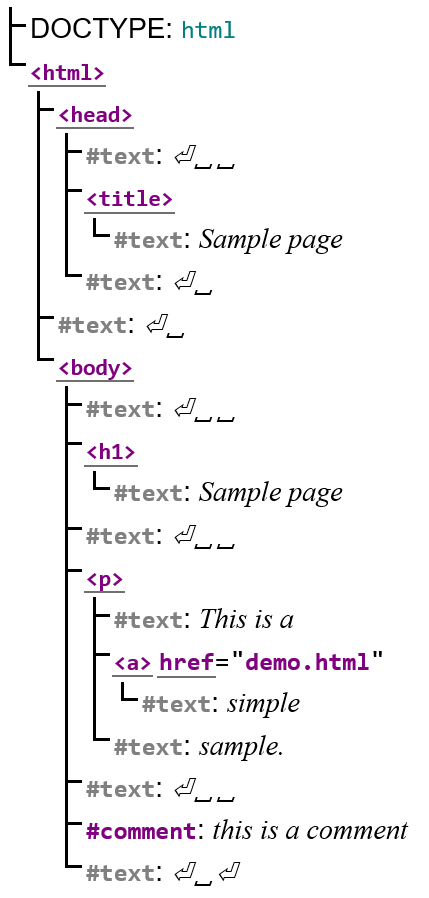 DOCTYPE: html
<html>
<head>
#text: ⏎␣␣
<title>
#text: Sample page
#text: ⏎␣
#text: ⏎␣
<body>
#text: ⏎␣␣
<h1>
#text: Sample page
#text: ⏎␣␣
<p>
#text: This is a
<a> href="demo.html"
#text: simple
#text: sample.
#text: ⏎␣␣
#comment: this is a comment
#text: ⏎␣⏎